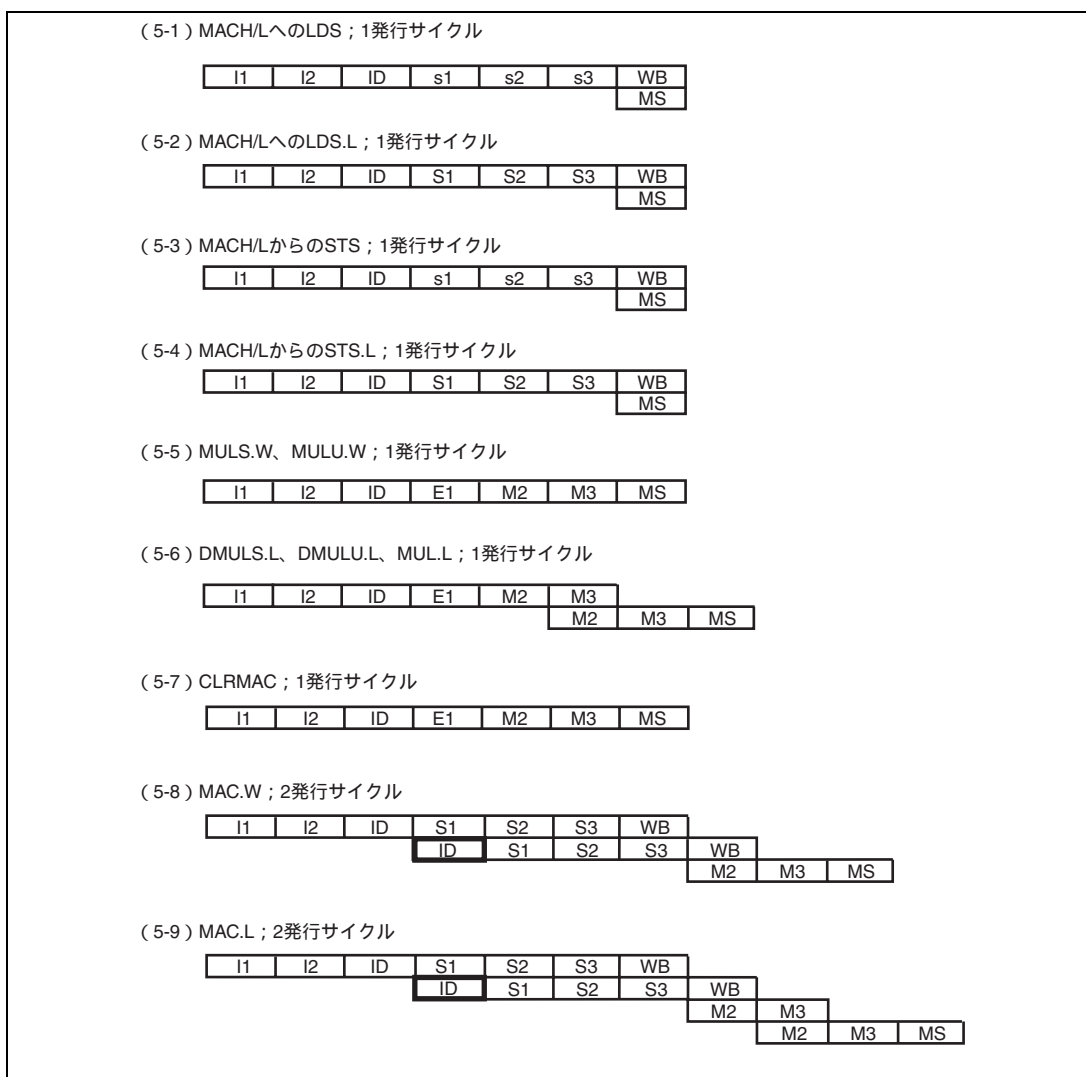 （5-1）MACH/LへのLDS；1発行サイクル
I1 I2 ID s1 s2 s3 WB
MS
（5-2）MACH/LへのLDS.L；1発行サイクル
I1 I2 ID S1 S2 S3 WB
MS
（5-3）MACH/LからのSTS；1発行サイクル
I1 I2 ID s1 s2 s3 WB
MS
（5-4）MACH/LからのSTS.L；1発行サイクル
I1 I2 ID S1 S2 S3 WB
MS
（5-5）MULS.W、MULU.W；1発行サイクル
I1 I2 ID E1 M2 M3 MS
（5-6）DMULS.L、DMULU.L、MUL.L；1発行サイクル
I1 I2 ID E1 M2 M3
M2 M3 MS
（5-7）CLRMAC；1発行サイクル
I1 I2 ID E1 M2 M3 MS
（5-8）MAC.W；2発行サイクル
I1 I2 ID S1 S2 S3 WB
ID S1 S2 S3 WB
M2 M3 MS
（5-9）MAC.L；2発行サイクル
I1 I2 ID S1 S2 S3 WB
ID S1 S2 S3 WB
M2 M3
M2 M3 MS